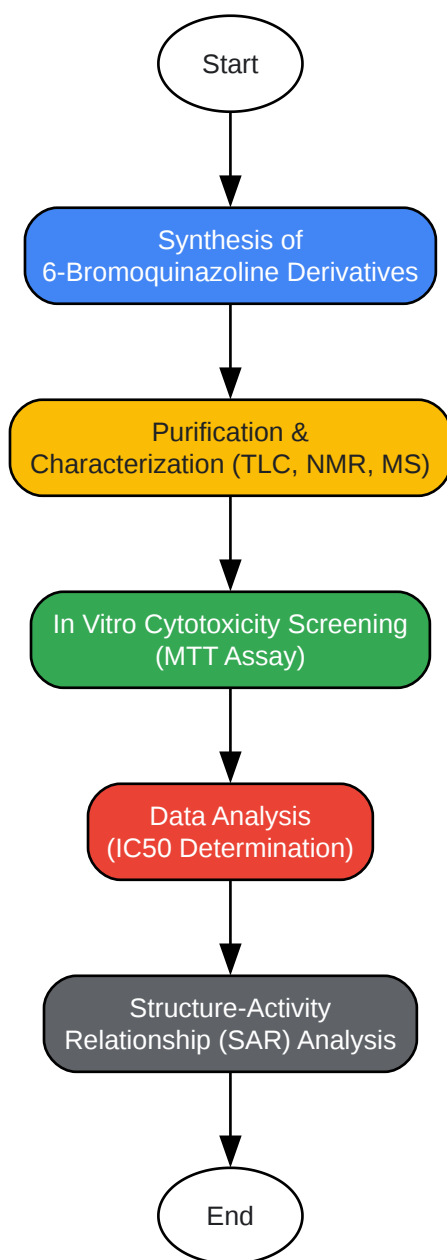 Start
Synthesis of
6-Bromoquinazoline Derivatives
Purification &
Characterization (TLC, NMR, MS)
In Vitro Cytotoxicity Screening
(MTT Assay)
Data Analysis
(IC50 Determination)
Structure-Activity
Relationship (SAR) Analysis
End